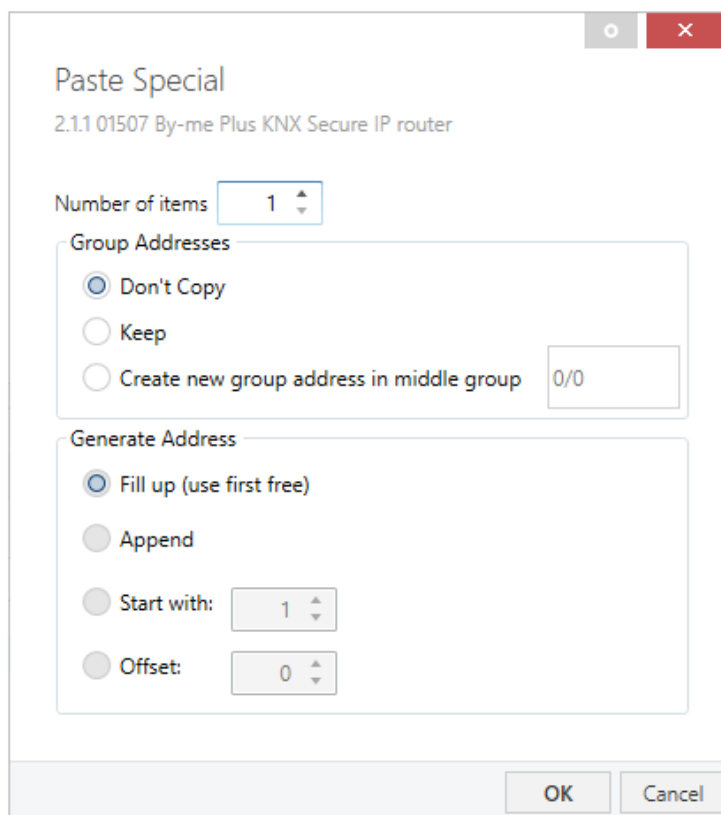 Paste Special
2.1.1 01507 By-me Plus KNX Secure IP router
Number of items 1
Group Addresses
Don't Copy
Keep
Create new group address in middle group 0/0
Generate Address
Fill up (use first free)
Append
Start with: 1
Offset: 0
OK Cancel